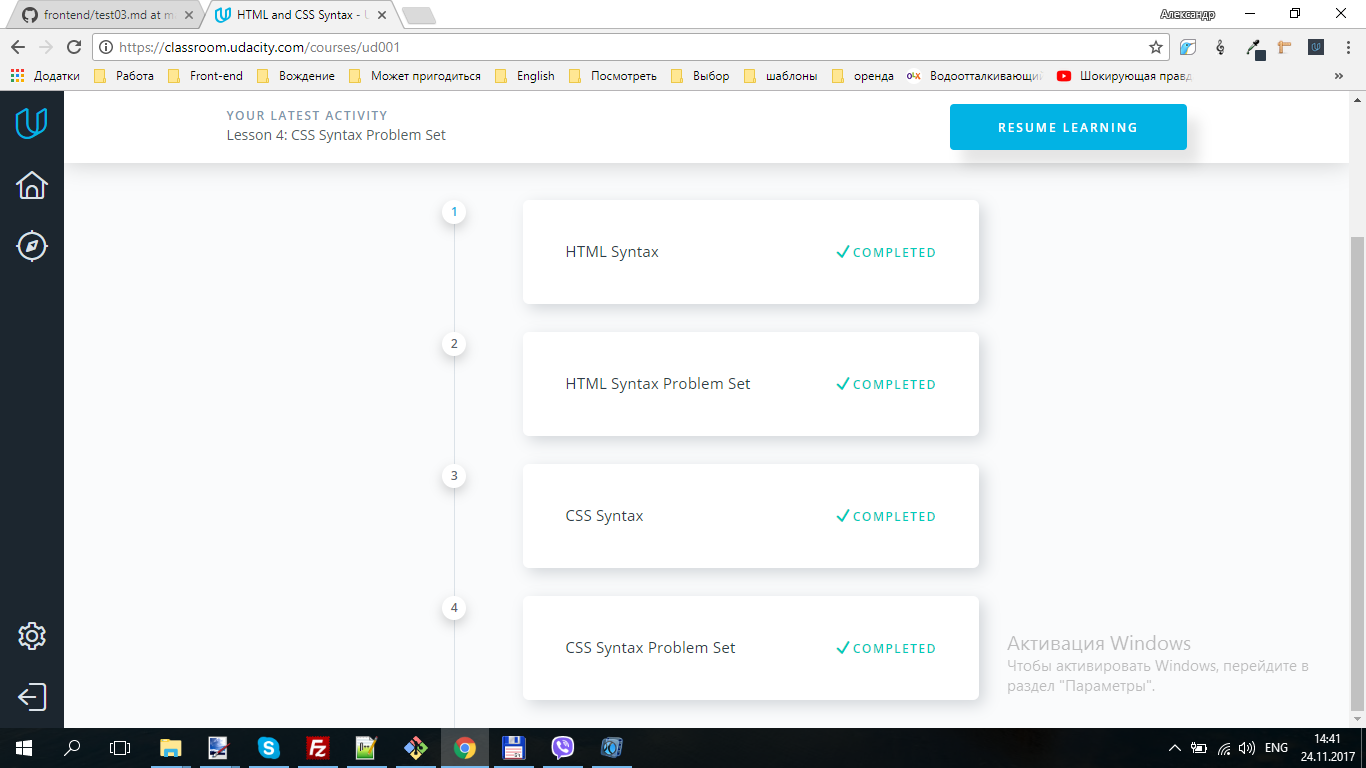 frontend/test03.md at m
HTML and CSS Syntax - U
Александр
https://classroom.udacity.com/courses/ud001
Додатки
Работа
Front-end
Вождение
Может пригодиться
English
Посмотреть
Выбор
шаблоны
оренда
OLX
Водоотталкивающи
Шокирующая правд
»
YOUR LATEST ACTIVITY
Lesson 4: CSS Syntax Problem Set
RESUME LEARNING
1
HTML Syntax
COMPLETED
2
HTML Syntax Problem Set
COMPLETED
3
CSS Syntax
COMPLETED
4
CSS Syntax Problem Set
COMPLETED
Активация Windows
Чтобы активировать Windows, перейдите в
раздел "Параметры".
ENG
14:41
24.11.2017